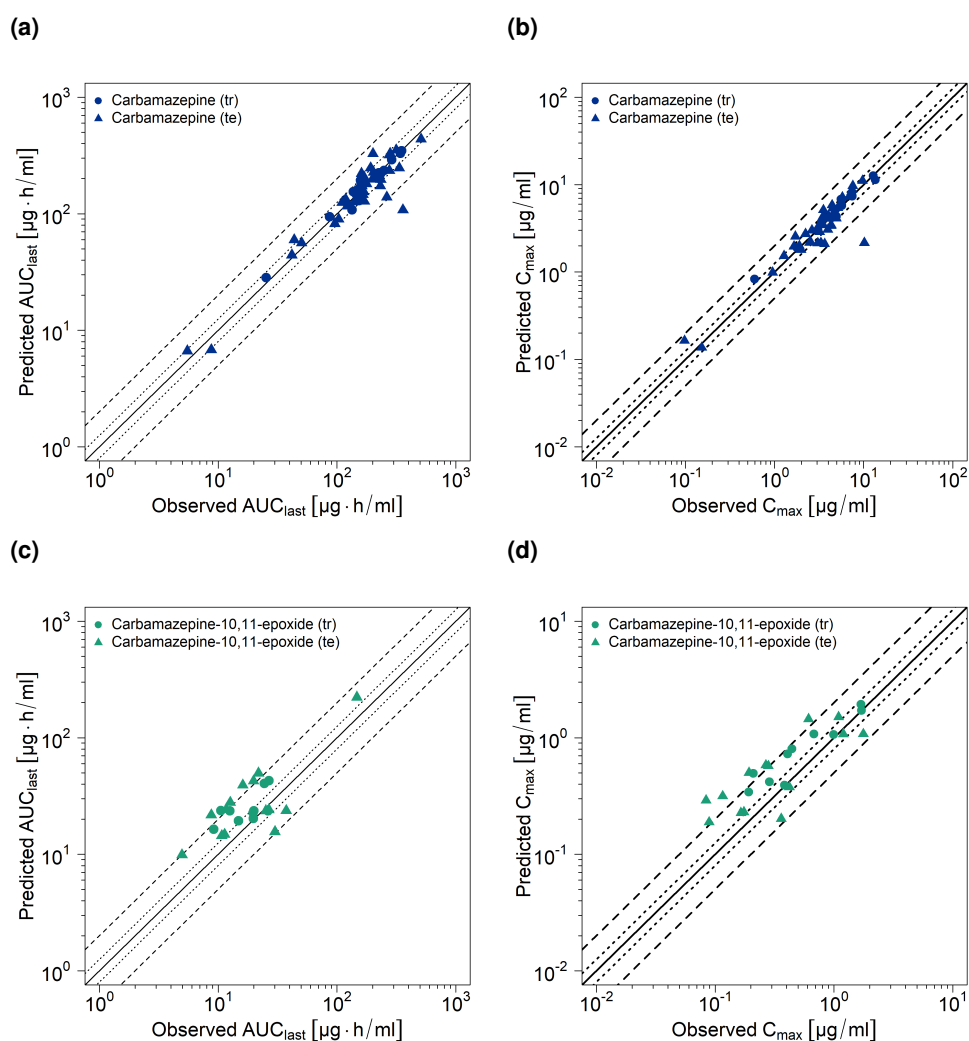 (a)
Carbamazepine (tr)
Carbamazepine (te)
10³
10²
10¹
10⁰
Predicted AUClast [µg·h/ml]
10⁰ 10¹ 10² 10³
Observed AUClast [µg·h/ml]
(b)
Carbamazepine (tr)
Carbamazepine (te)
10²
10¹
10⁰
10⁻¹
10⁻²
Predicted Cmax [µg/ml]
10⁻² 10⁻¹ 10⁰ 10¹ 10²
Observed Cmax [µg/ml]
(c)
Carbamazepine-10,11-epoxide (tr)
Carbamazepine-10,11-epoxide (te)
10³
10²
10¹
10⁰
Predicted AUClast [µg·h/ml]
10⁰ 10¹ 10² 10³
Observed AUClast [µg·h/ml]
(d)
Carbamazepine-10,11-epoxide (tr)
Carbamazepine-10,11-epoxide (te)
10¹
10⁰
10⁻¹
10⁻²
Predicted Cmax [µg/ml]
10⁻² 10⁻¹ 10⁰ 10¹
Observed Cmax [µg/ml]